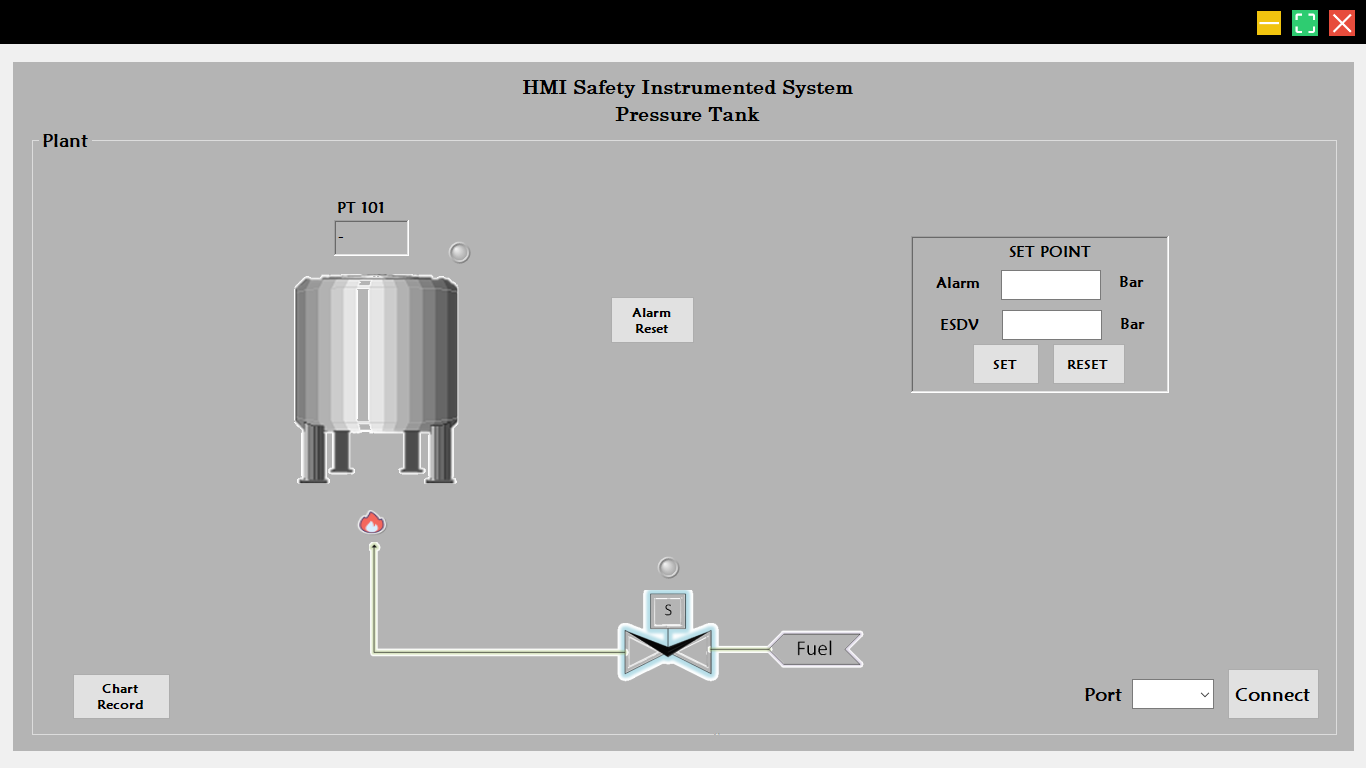 HMI Safety Instrumented System
Pressure Tank
Plant
PT 101
-
SET POINT
Alarm Bar
ESDV Bar
SET RESET
Alarm
Reset
S
Fuel
Chart
Record
Port Connect